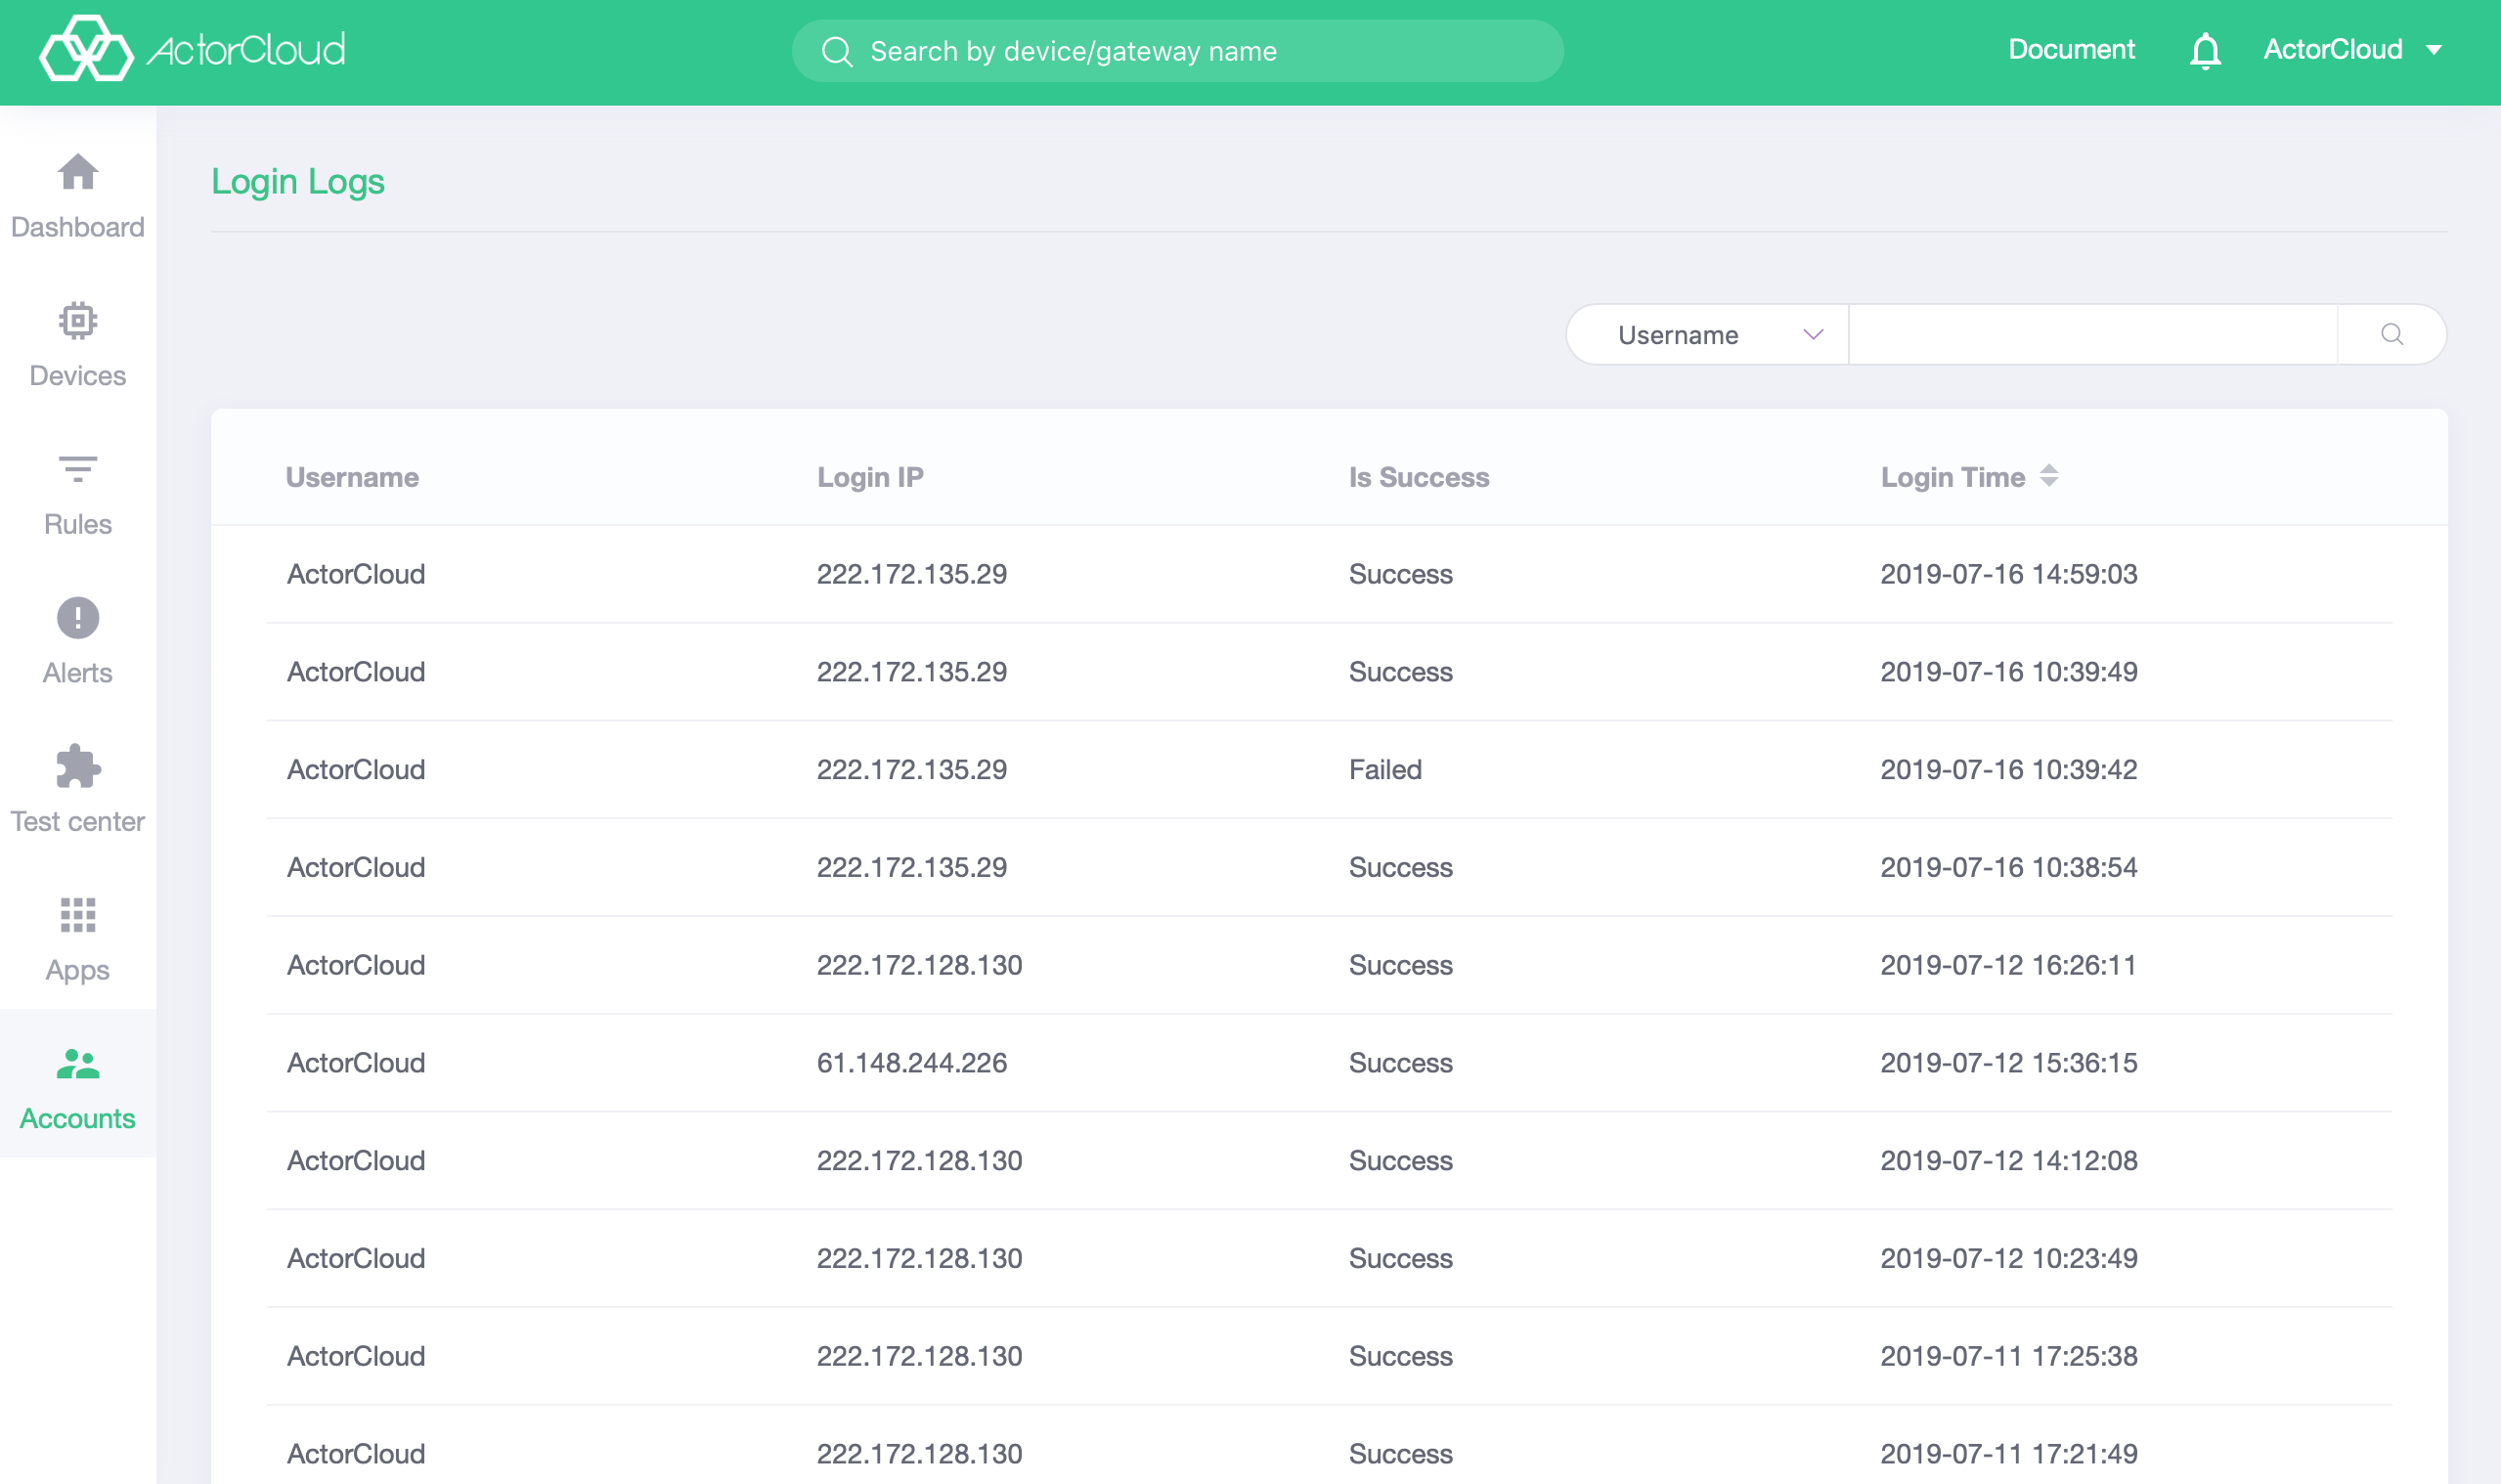 ActorCloud
Search by device/gateway name
Document
ActorCloud
Dashboard
Devices
Rules
Alerts
Test center
Apps
Accounts
Login Logs
Username
Username Login IP Is Success Login Time
ActorCloud 222.172.135.29 Success 2019-07-16 14:59:03
ActorCloud 222.172.135.29 Success 2019-07-16 10:39:49
ActorCloud 222.172.135.29 Failed 2019-07-16 10:39:42
ActorCloud 222.172.135.29 Success 2019-07-16 10:38:54
ActorCloud 222.172.128.130 Success 2019-07-12 16:26:11
ActorCloud 61.148.244.226 Success 2019-07-12 15:36:15
ActorCloud 222.172.128.130 Success 2019-07-12 14:12:08
ActorCloud 222.172.128.130 Success 2019-07-12 10:23:49
ActorCloud 222.172.128.130 Success 2019-07-11 17:25:38
ActorCloud 222.172.128.130 Success 2019-07-11 17:21:49